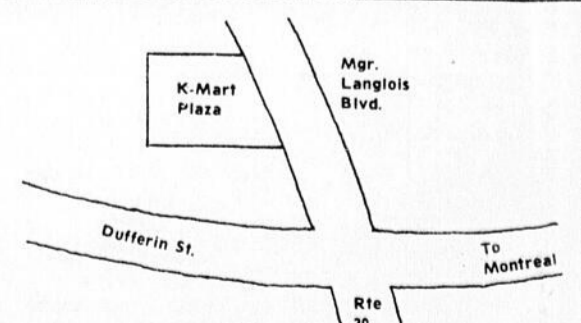 Mgr.
Langlois
Blvd.
K-Mart
Plaza
Dufferin St.
To
Montreal
Rte